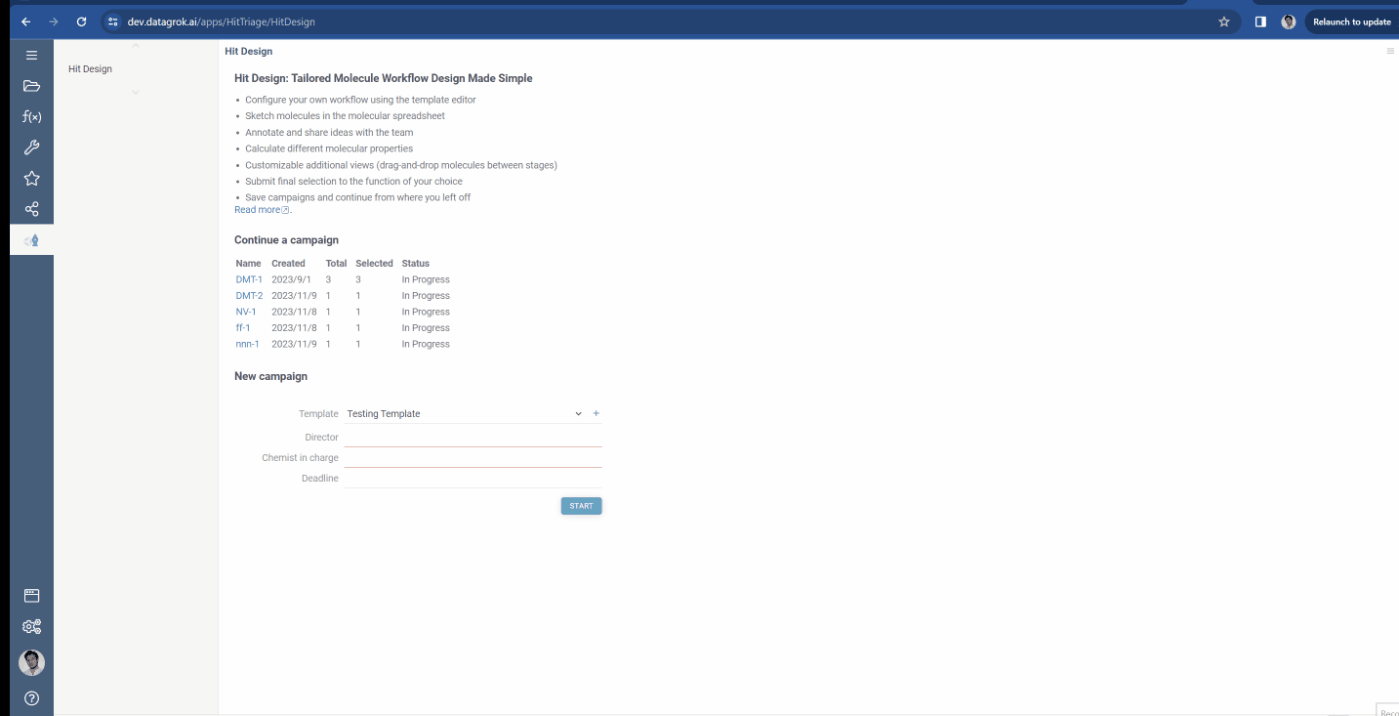 dev.datagrok.ai/apps/HitTriage/HitDesign
Relaunch to update
Hit Design
Hit Design
f(x)
Hit Design: Tailored Molecule Workflow Design Made Simple
• Configure your own workflow using the template editor
• Sketch molecules in the molecular spreadsheet
• Annotate and share ideas with the team
• Calculate different molecular properties
• Customizable additional views (drag-and-drop molecules between stages)
• Submit final selection to the function of your choice
• Save campaigns and continue from where you left off
Read more.
Continue a campaign
Name Created Total Selected Status
DMT-1 2023/9/1 3 3 In Progress
DMT-2 2023/11/9 1 1 In Progress
NV-1 2023/11/8 1 1 In Progress
ff-1 2023/11/8 1 1 In Progress
nnn-1 2023/11/9 1 1 In Progress
New campaign
Template Testing Template
Director
Chemist in charge
Deadline
START